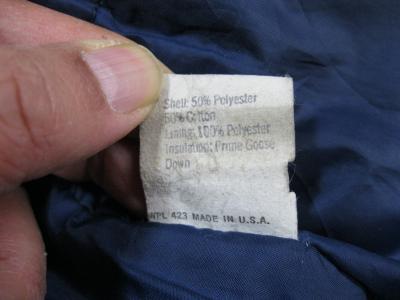 Shell: 50% Polyester
50% Cotton
Lining: 100% Polyester
Insulation: Prime Goose
Down
WPL 423 MADE IN U.S.A.